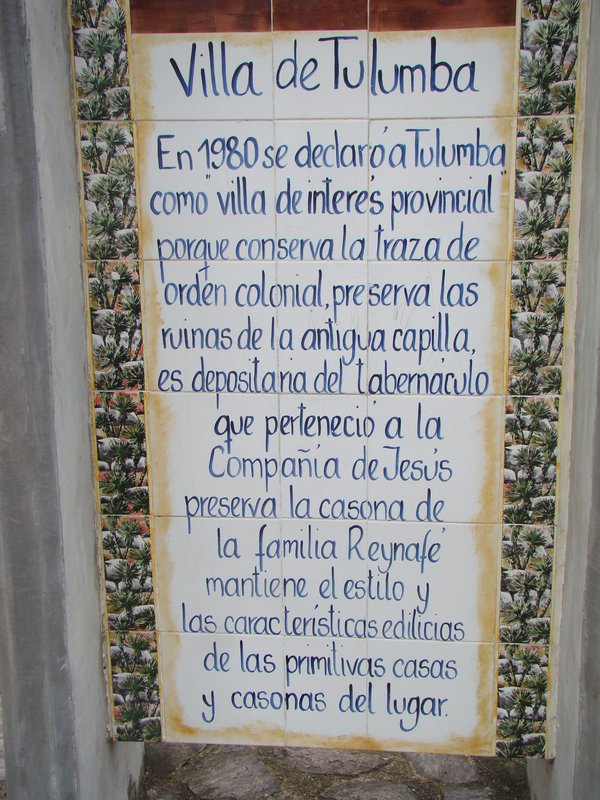 Villa de Tulumba
En 1980 se declaró a Tulumba
como "villa de interés provincial"
porque conserva la traza de
orden colonial, preserva las
ruinas de la antigua capilla,
es depositaria del tabernáculo
que perteneció a la
Compañía de Jesús
preserva la casona de
la familia Reynafé
mantiene el estilo y
las características edilicias
de las primitivas casas
y casonas del lugar.